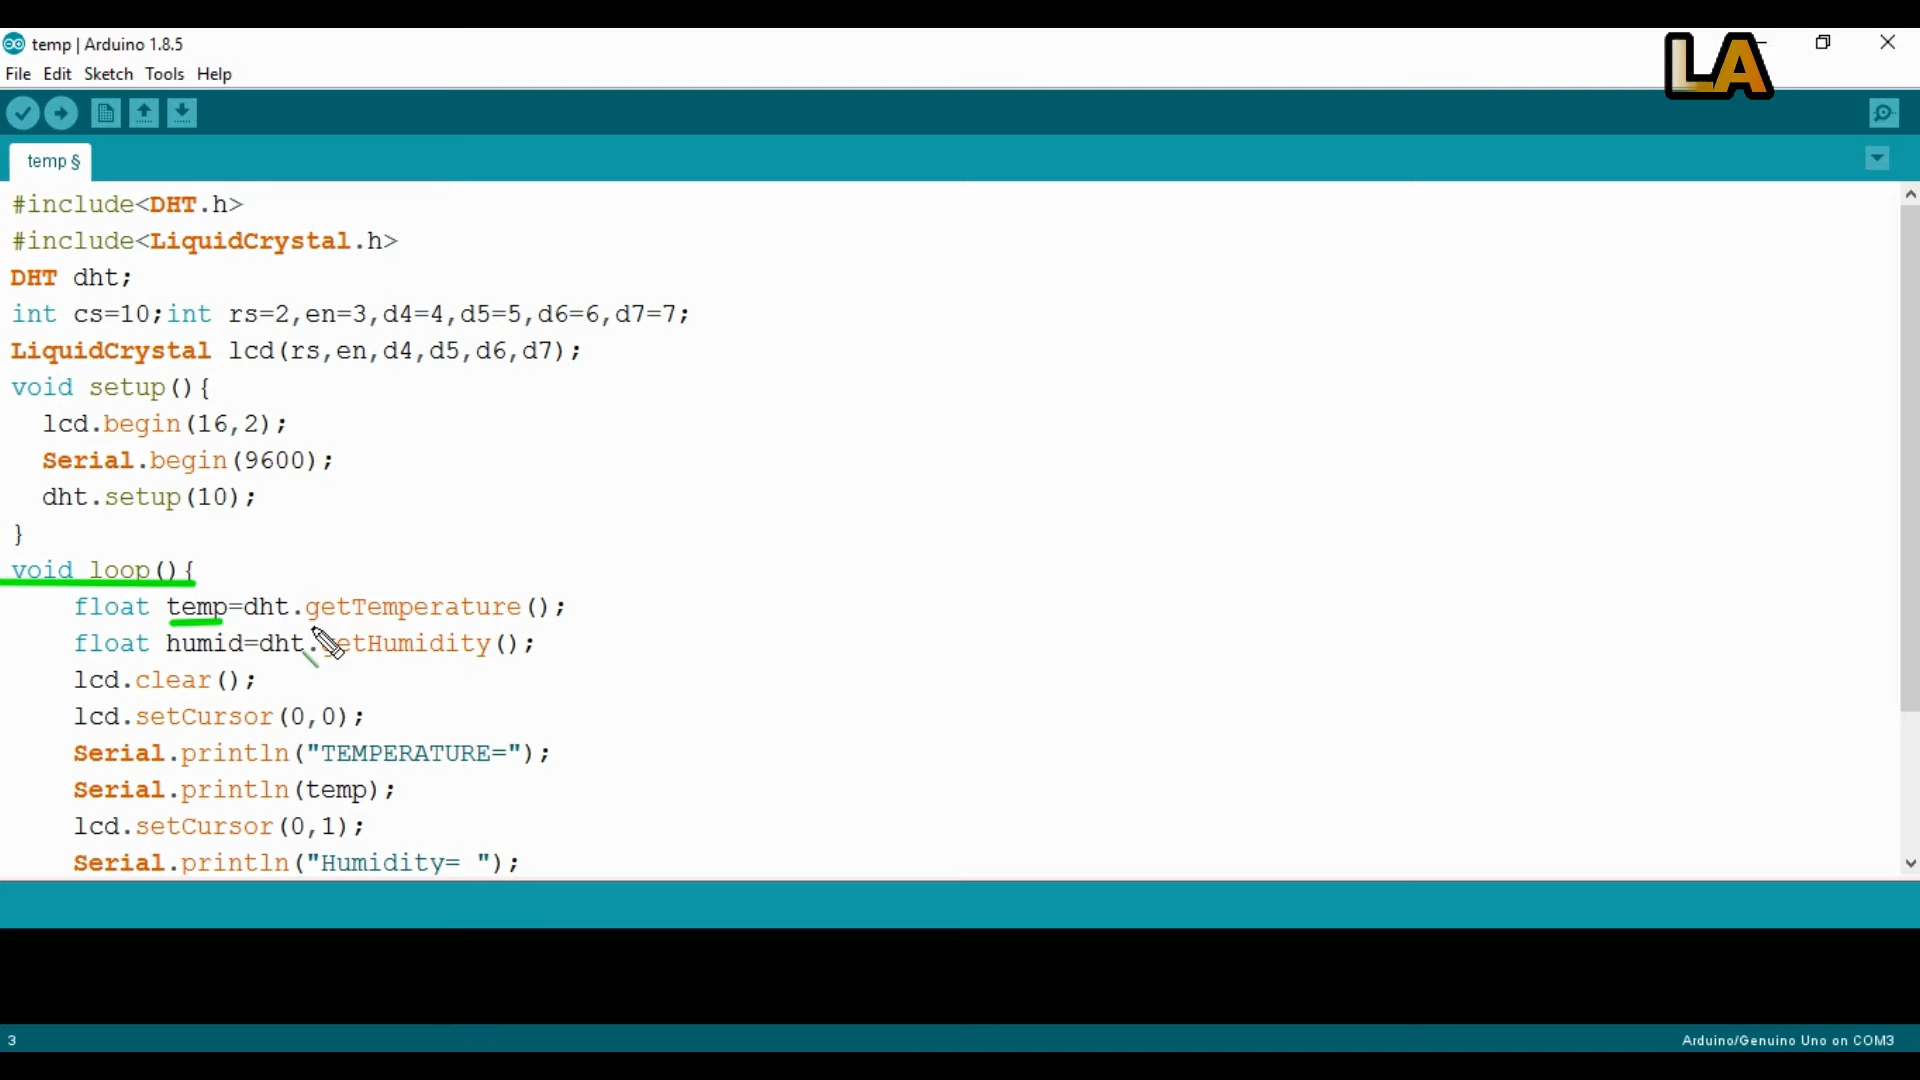 temp | Arduino 1.8.5
LA
File Edit Sketch Tools Help
temp §
#include<DHT.h>
#include<LiquidCrystal.h>
DHT dht;
int cs=10;int rs=2,en=3,d4=4,d5=5,d6=6,d7=7;
LiquidCrystal lcd(rs,en,d4,d5,d6,d7);
void setup(){
  lcd.begin(16,2);
  Serial.begin(9600);
  dht.setup(10);
}
void loop(){
    float temp=dht.getTemperature();
    float humid=dht.getHumidity();
    lcd.clear();
    lcd.setCursor(0,0);
    Serial.println("TEMPERATURE=");
    Serial.println(temp);
    lcd.setCursor(0,1);
    Serial.println("Humidity= ");
3
Arduino/Genuino Uno on COM3